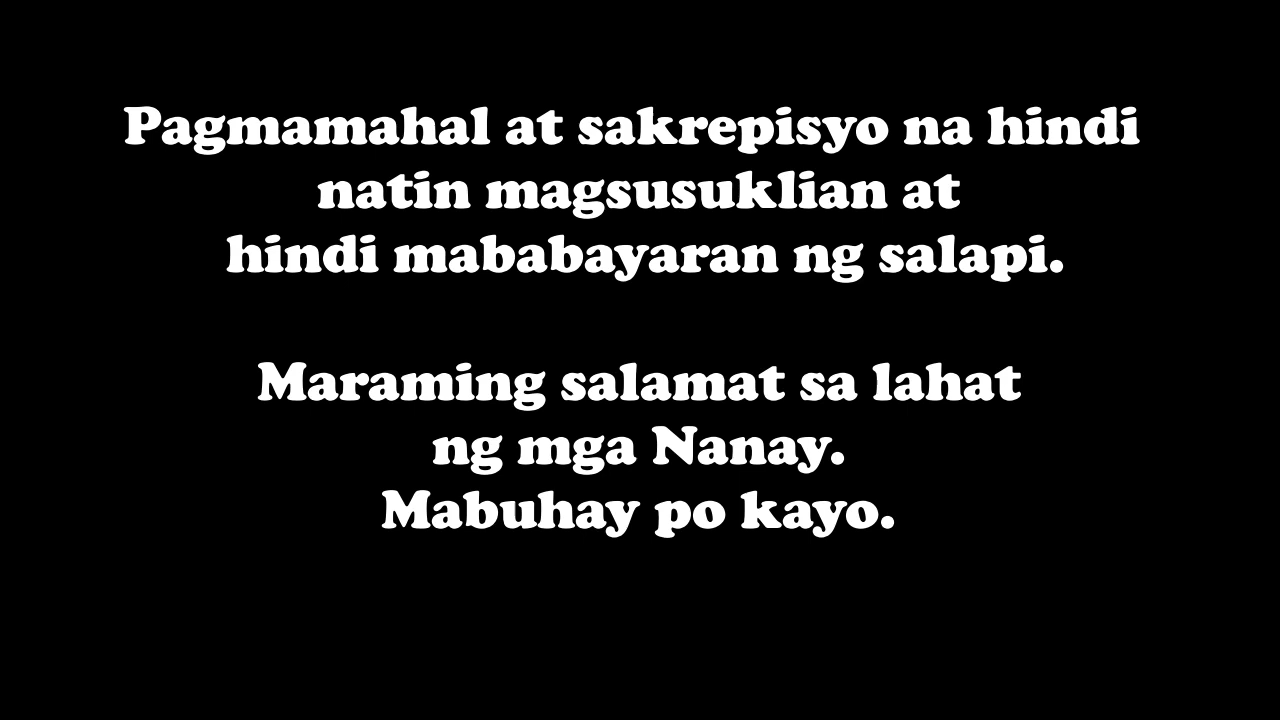 Pagmamahal at sakrepisyo na hindi
natin magsusuklian at
hindi mababayaran ng salapi.
Maraming salamat sa lahat
ng mga Nanay.
Mabuhay po kayo.